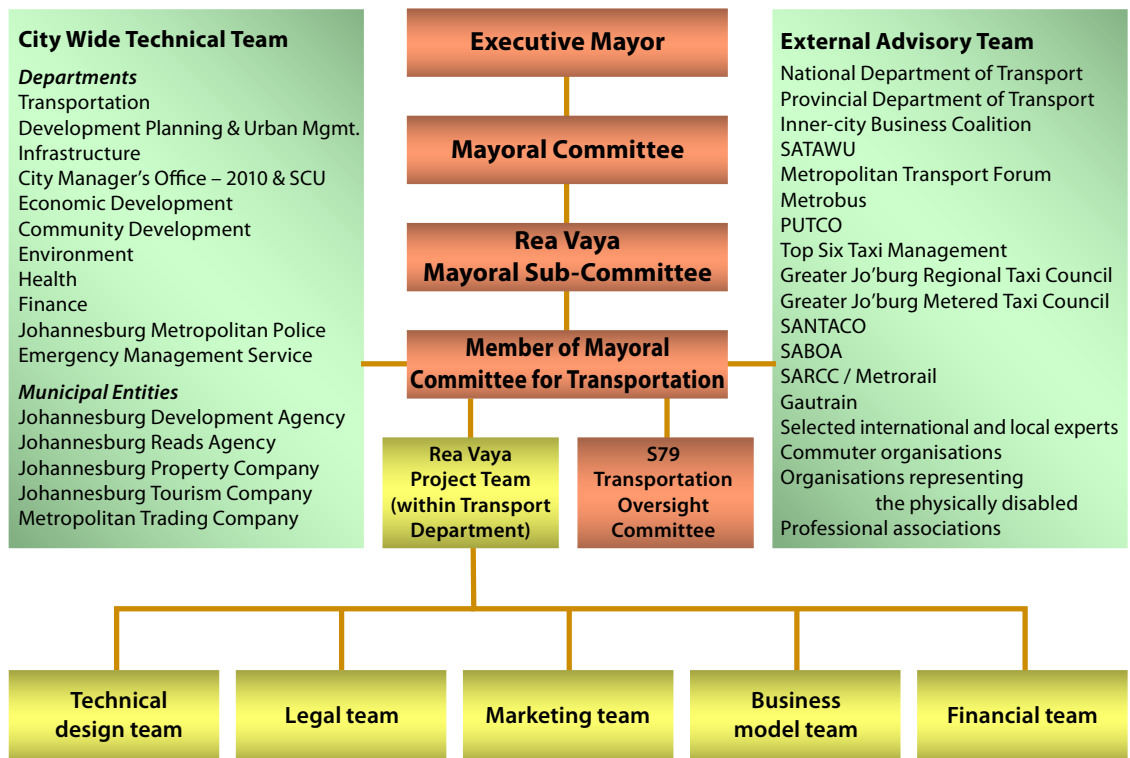 City Wide Technical Team
Departments
Transportation
Development Planning & Urban Mgmt.
Infrastructure
City Manager's Office – 2010 & SCU
Economic Development
Community Development
Environment
Health
Finance
Johannesburg Metropolitan Police
Emergency Management Service
Municipal Entities
Johannesburg Development Agency
Johannesburg Reads Agency
Johannesburg Property Company
Johannesburg Tourism Company
Metropolitan Trading Company
Executive Mayor
Mayoral Committee
Rea Vaya
Mayoral Sub-Committee
Member of Mayoral
Committee for Transportation
Rea Vaya
Project Team
(within Transport
Department)
S79
Transportation
Oversight
Committee
External Advisory Team
National Department of Transport
Provincial Department of Transport
Inner-city Business Coalition
SATAWU
Metropolitan Transport Forum
Metrobus
PUTCO
Top Six Taxi Management
Greater Jo'burg Regional Taxi Council
Greater Jo'burg Metered Taxi Council
SANTACO
SABOA
SARCC / Metrorail
Gautrain
Selected international and local experts
Commuter organisations
Organisations representing
the physically disabled
Professional associations
Technical
design team
Legal team
Marketing team
Business
model team
Financial team